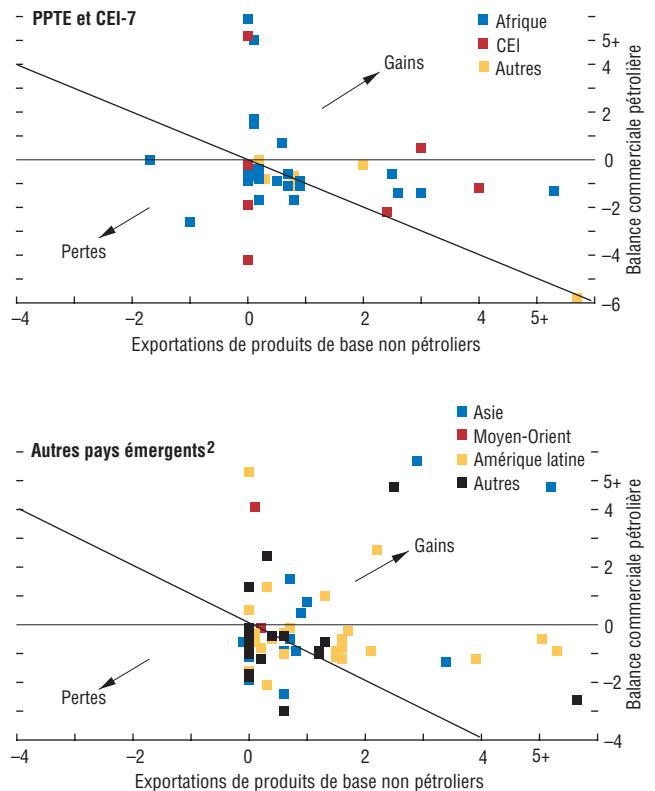 PPTE et CEI-7
Afrique
CEI
Autres
Gains
Pertes
5+
4
2
0
−2
−4
−6
Balance commerciale pétrolière
−4
−2
0
2
4
5+
Exportations de produits de base non pétroliers
Autres pays émergents2
Asie
Moyen-Orient
Amérique latine
Autres
Gains
Pertes
5+
4
2
0
−2
−4
Balance commerciale pétrolière
−4
−2
0
2
4
5+
Exportations de produits de base non pétroliers